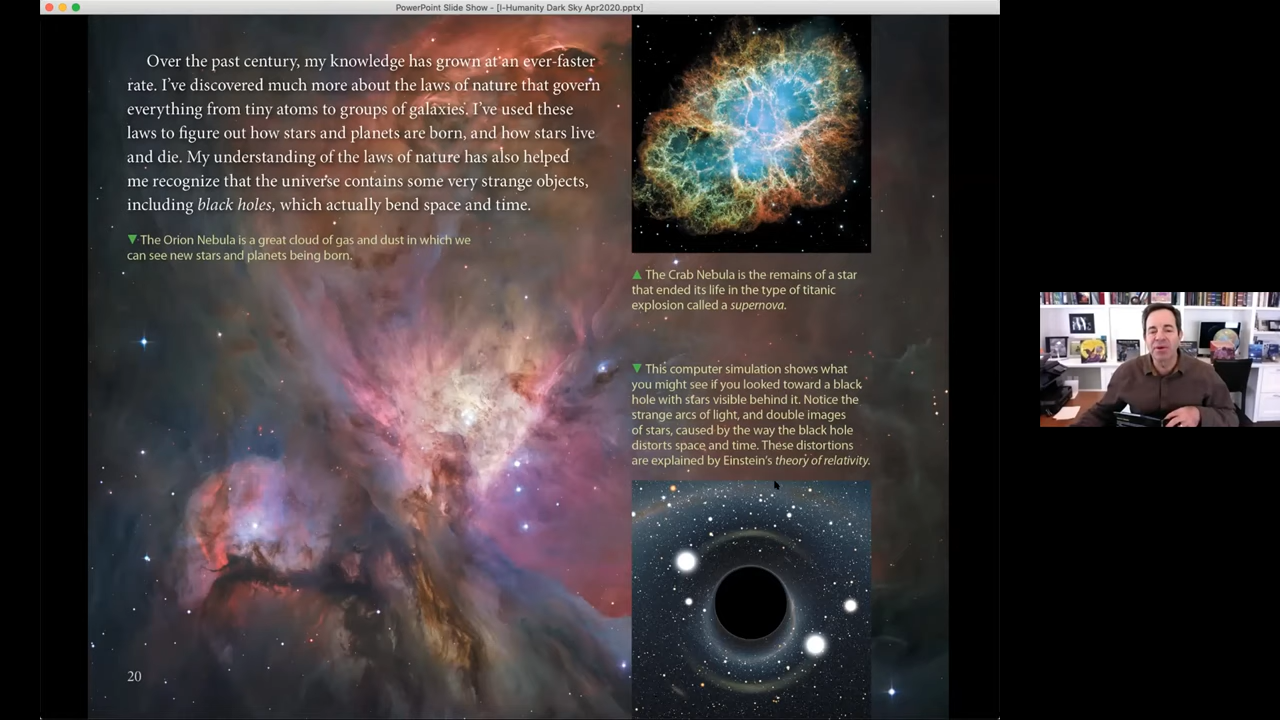 PowerPoint Slide Show - [I-Humanity Dark Sky Apr2020.pptx]
Over the past century, my knowledge has grown at an ever-faster
rate. I've discovered much more about the laws of nature that govern
everything from tiny atoms to groups of galaxies. I've used these
laws to figure out how stars and planets are born, and how stars live
and die. My understanding of the laws of nature has also helped
me recognize that the universe contains some very strange objects,
including black holes, which actually bend space and time.
▼ The Orion Nebula is a great cloud of gas and dust in which we
can see new stars and planets being born.
▲ The Crab Nebula is the remains of a star
that ended its life in the type of titanic
explosion called a supernova.
▼ This computer simulation shows what
you might see if you looked toward a black
hole with stars visible behind it. Notice the
strange arcs of light, and double images
of stars, caused by the way the black hole
distorts space and time. These distortions
are explained by Einstein's theory of relativity.
20